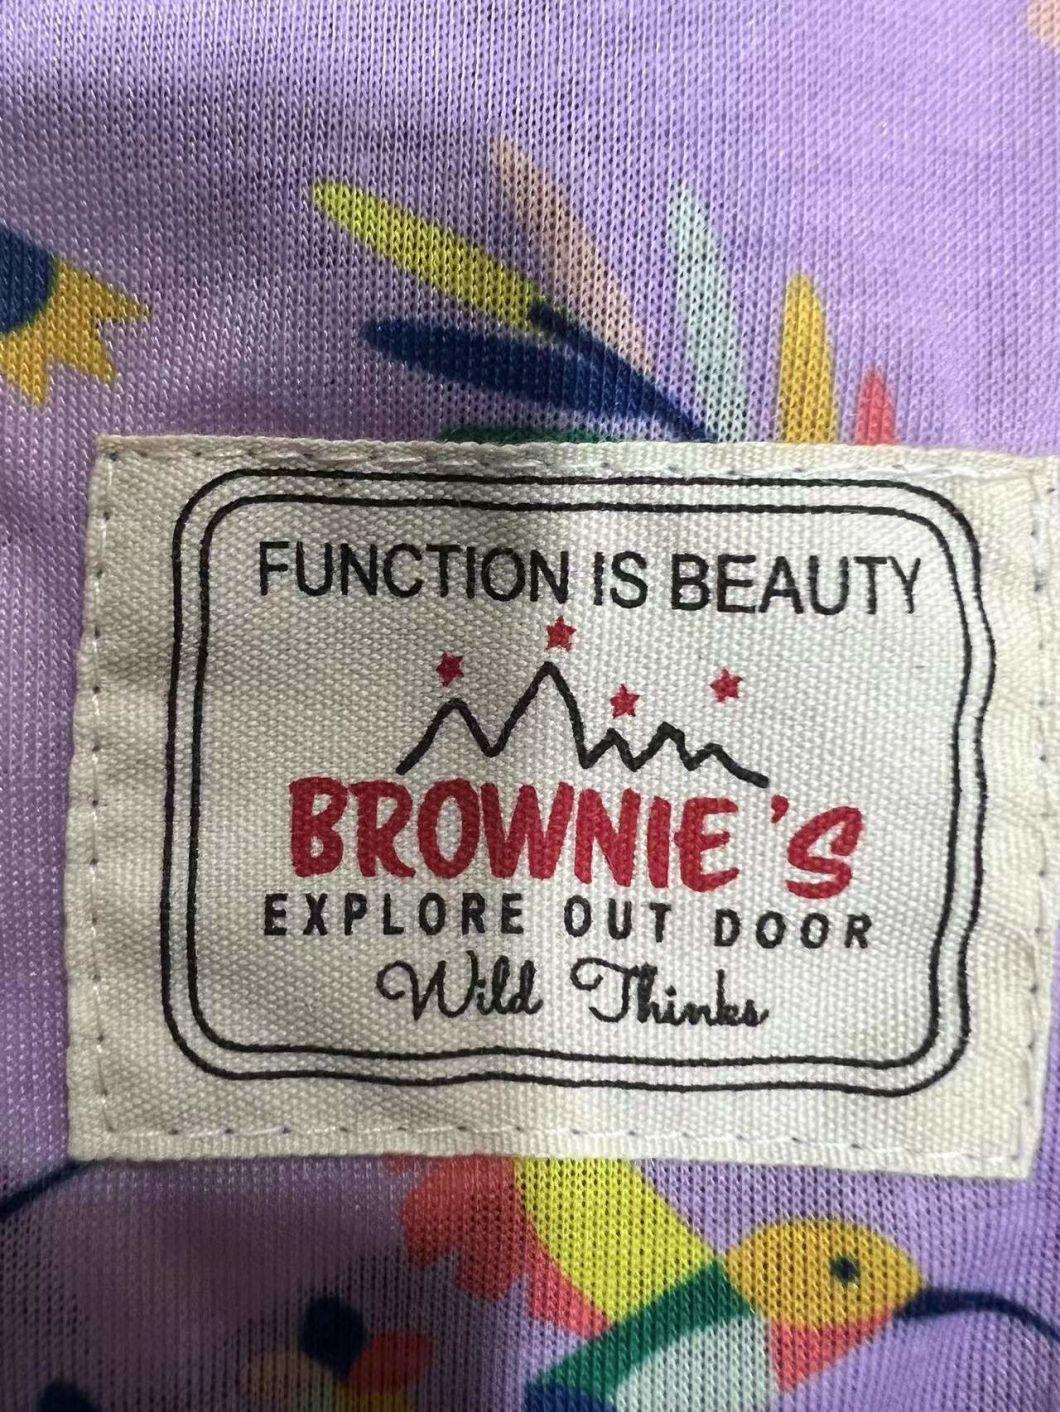 FUNCTION IS BEAUTY
BROWNIE'S
EXPLORE OUT DOOR
Wild Thinks